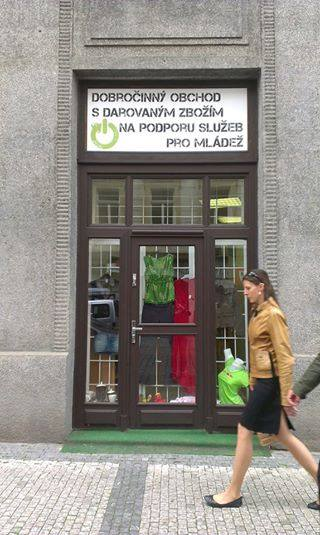 DOBROČINNÝ OBCHOD
S DAROVANÝM ZBOŽÍM
NA PODPORU SLUŽEB
PRO MLÁDEŽ